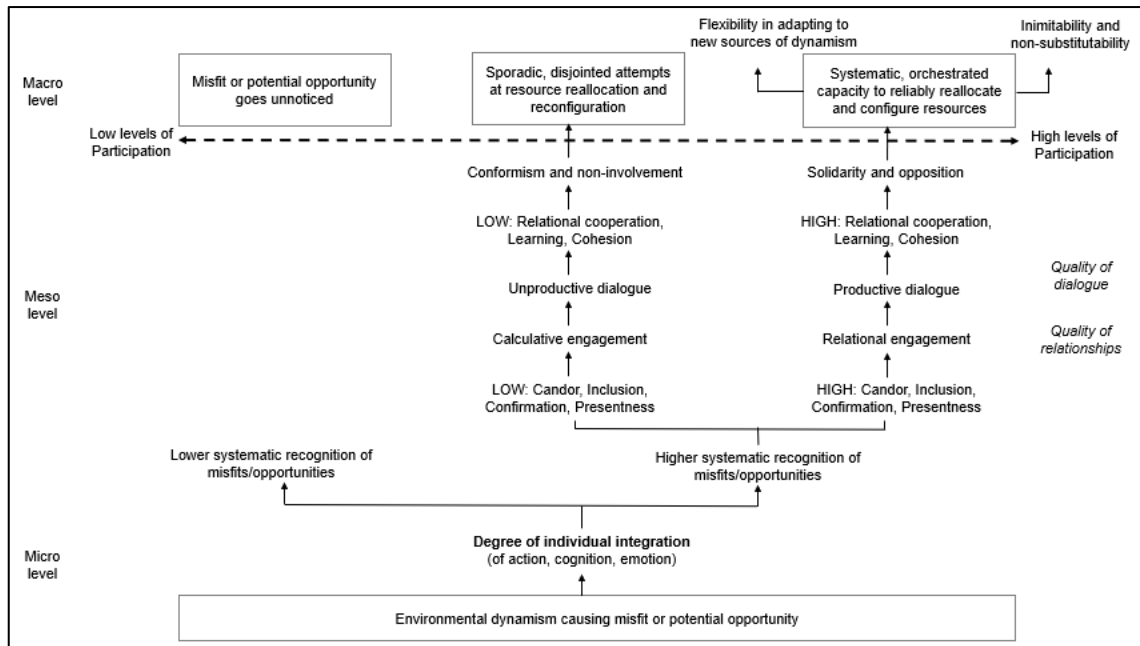 Flexibility in adapting to
new sources of dynamism
Inimitability and
non-substitutability
Macro
level
Misfit or potential opportunity
goes unnoticed
Sporadic, disjointed attempts
at resource reallocation and
reconfiguration
Systematic, orchestrated
capacity to reliably reallocate
and configure resources
Low levels of
Participation
High levels of
Participation
Conformism and non-involvement
Solidarity and opposition
LOW: Relational cooperation,
Learning, Cohesion
HIGH: Relational cooperation,
Learning, Cohesion
Meso
level
Unproductive dialogue
Productive dialogue
Quality of
dialogue
Calculative engagement
Relational engagement
Quality of
relationships
LOW: Candor, Inclusion,
Confirmation, Presentness
HIGH: Candor, Inclusion,
Confirmation, Presentness
Lower systematic recognition of
misfits/opportunities
Higher systematic recognition of
misfits/opportunities
Micro
level
Degree of individual integration
(of action, cognition, emotion)
Environmental dynamism causing misfit or potential opportunity